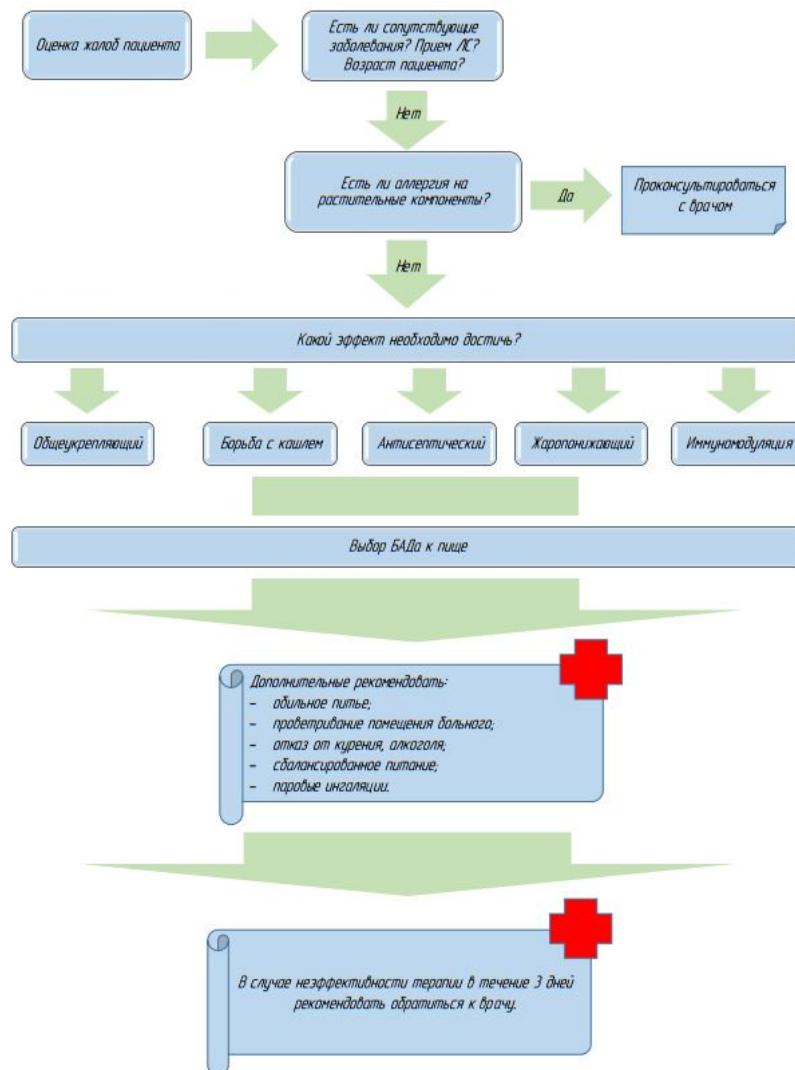 Оценка жалоб пациента
Есть ли сопутствующие
заболевания? Прием ЛС?
Возраст пациента?
Нет
Есть ли аллергия на
растительные компоненты?
Да
Проконсультироваться
с врачом
Нет
Какой эффект необходимо достичь?
Общеукрепляющий
Борьба с кашлем
Антисептический
Жаропонижающий
Иммуномодуляция
Выбор БАДа к пище
Дополнительные рекомендовать:
– обильное питье;
– проветривание помещения больного;
– отказ от курения, алкоголя;
– сбалансированное питание;
– паровые ингаляции.
В случае неэффективности терапии в течение 3 дней
рекомендовать обратиться к врачу.